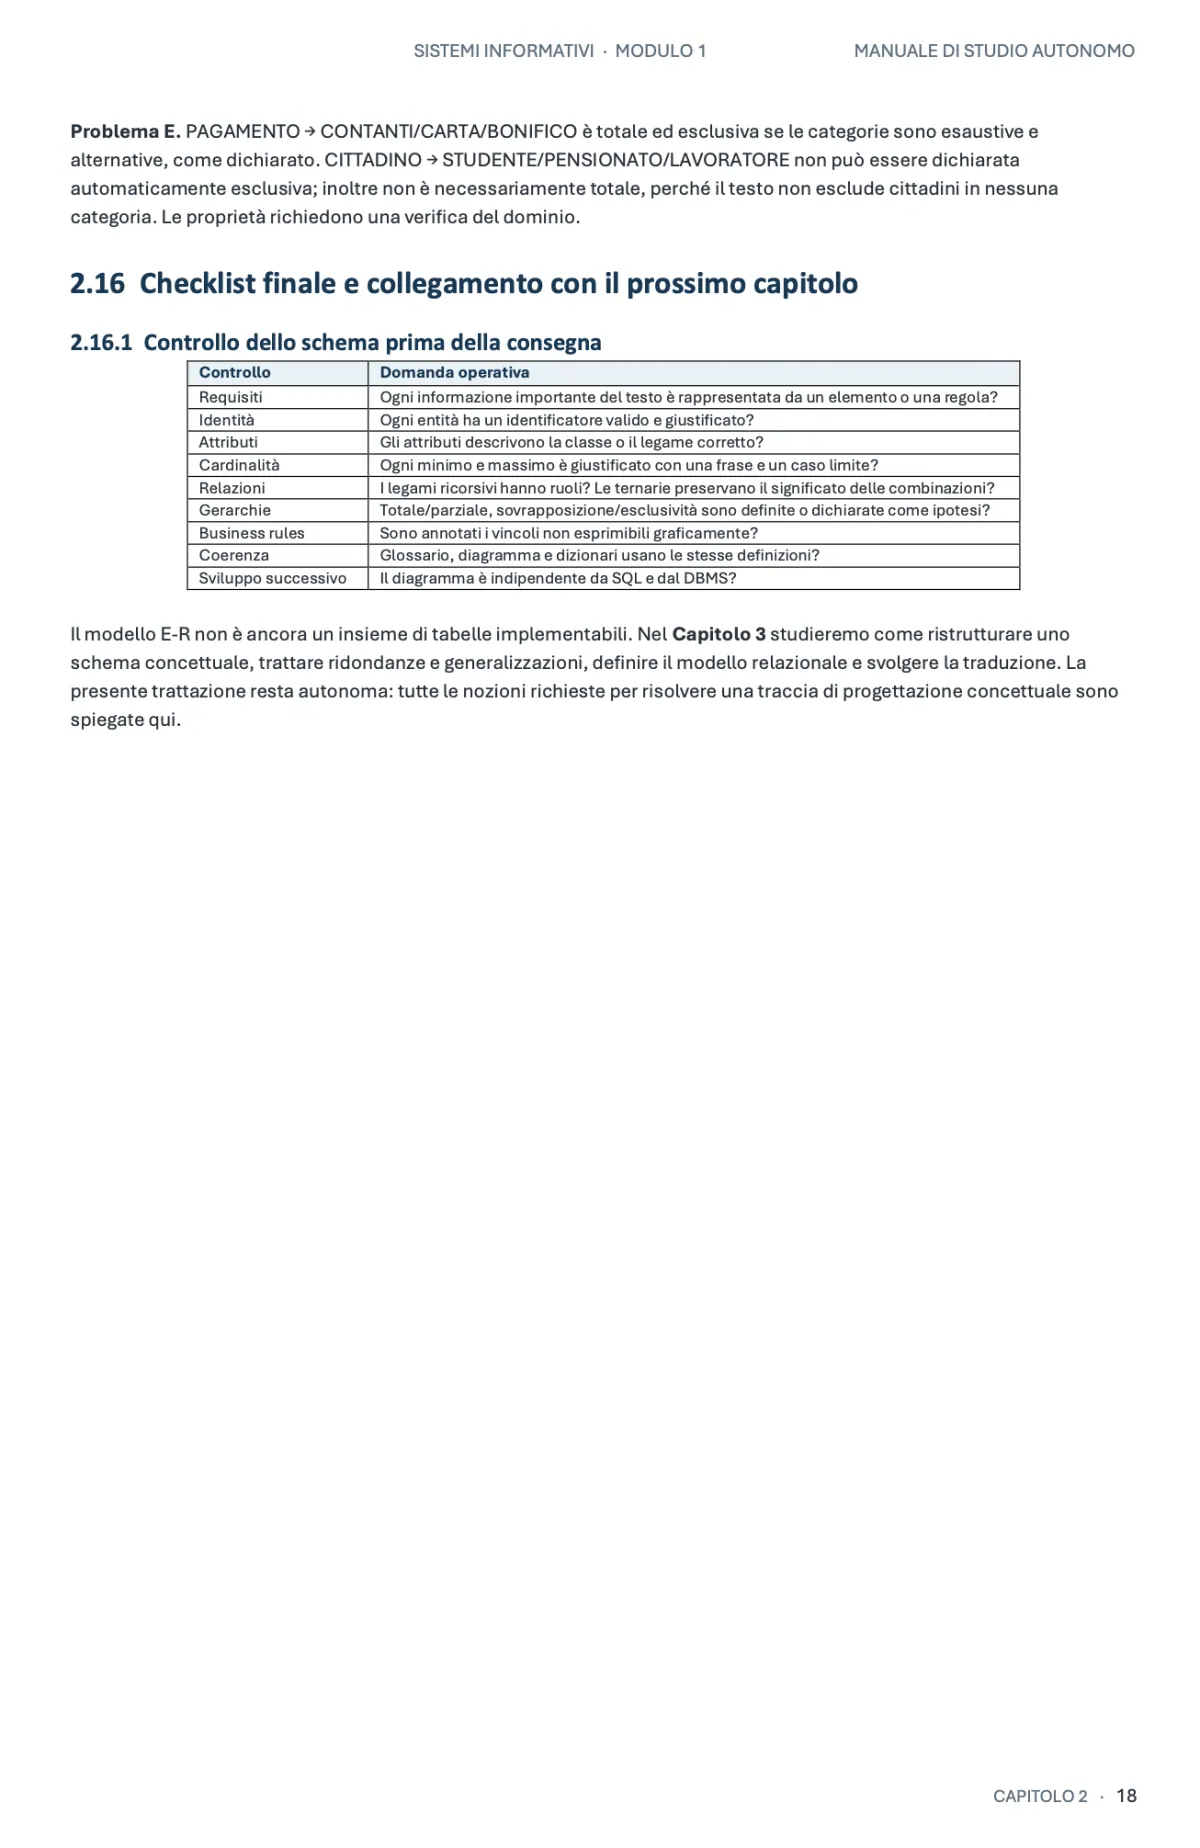 SISTEMI INFORMATIVI · MODULO 1 MANUALE DI STUDIO AUTONOMO
Problema E. PAGAMENTO → CONTANTI/CARTA/BONIFICO è totale ed esclusiva se le categorie sono esaustive e
alternative, come dichiarato. CITTADINO → STUDENTE/PENSIONATO/LAVORATORE non può essere dichiarata
automaticamente esclusiva; inoltre non è necessariamente totale, perché il testo non esclude cittadini in nessuna
categoria. Le proprietà richiedono una verifica del dominio.
2.16 Checklist finale e collegamento con il prossimo capitolo
2.16.1 Controllo dello schema prima della consegna
Controllo Domanda operativa
Requisiti Ogni informazione importante del testo è rappresentata da un elemento o una regola?
Identità Ogni entità ha un identificatore valido e giustificato?
Attributi Gli attributi descrivono la classe o il legame corretto?
Cardinalità Ogni minimo e massimo è giustificato con una frase e un caso limite?
Relazioni I legami ricorsivi hanno ruoli? Le ternarie preservano il significato delle combinazioni?
Gerarchie Totale/parziale, sovrapposizione/esclusività sono definite o dichiarate come ipotesi?
Business rules Sono annotati i vincoli non esprimibili graficamente?
Coerenza Glossario, diagramma e dizionari usano le stesse definizioni?
Sviluppo successivo Il diagramma è indipendente da SQL e dal DBMS?
Il modello E-R non è ancora un insieme di tabelle implementabili. Nel Capitolo 3 studieremo come ristrutturare uno
schema concettuale, trattare ridondanze e generalizzazioni, definire il modello relazionale e svolgere la traduzione. La
presente trattazione resta autonoma: tutte le nozioni richieste per risolvere una traccia di progettazione concettuale sono
spiegate qui.
CAPITOLO 2 · 18